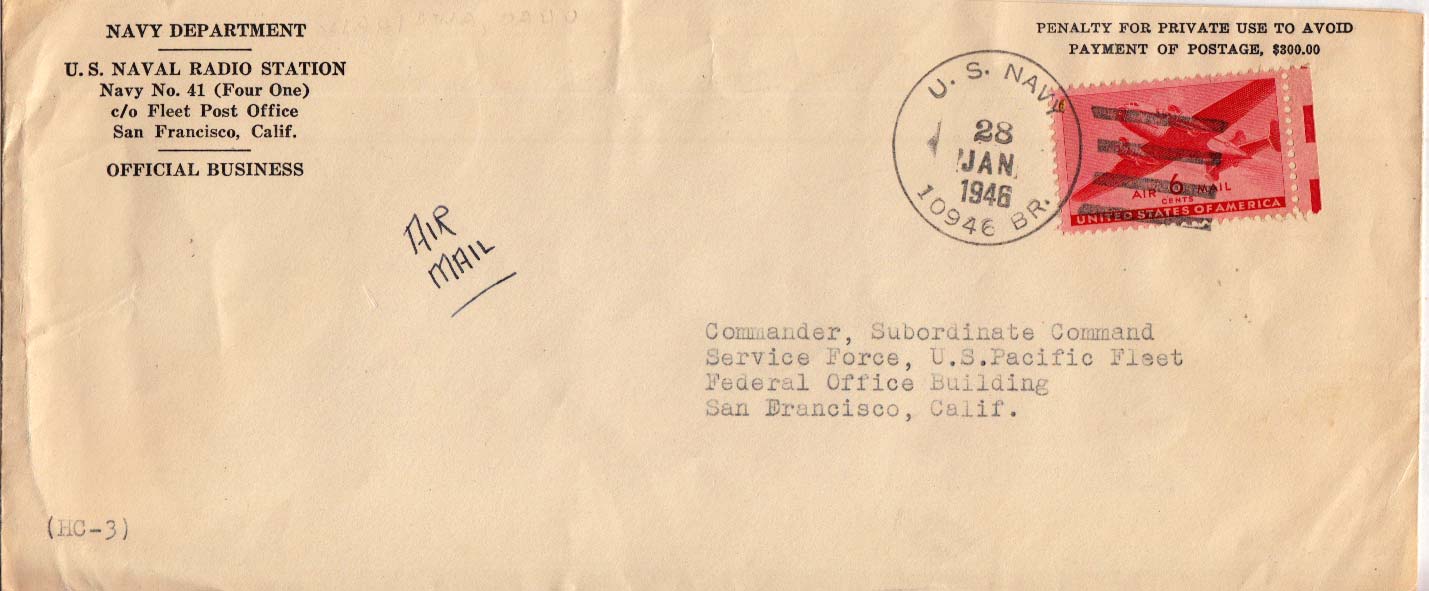 NAVY DEPARTMENT
U. S. NAVAL RADIO STATION
Navy No. 41 (Four One)
c/o Fleet Post Office
San Francisco, Calif.
OFFICIAL BUSINESS
PENALTY FOR PRIVATE USE TO AVOID
PAYMENT OF POSTAGE, $300.00
U. S. NAVY
28
JAN
1946
10946 BR.
AIR 6 MAIL
CENTS
UNITED STATES OF AMERICA
AIR
MAIL
Commander, Subordinate Command
Service Force, U.S.Pacific Fleet
Federal Office Building
San Francisco, Calif.
(HC-3)